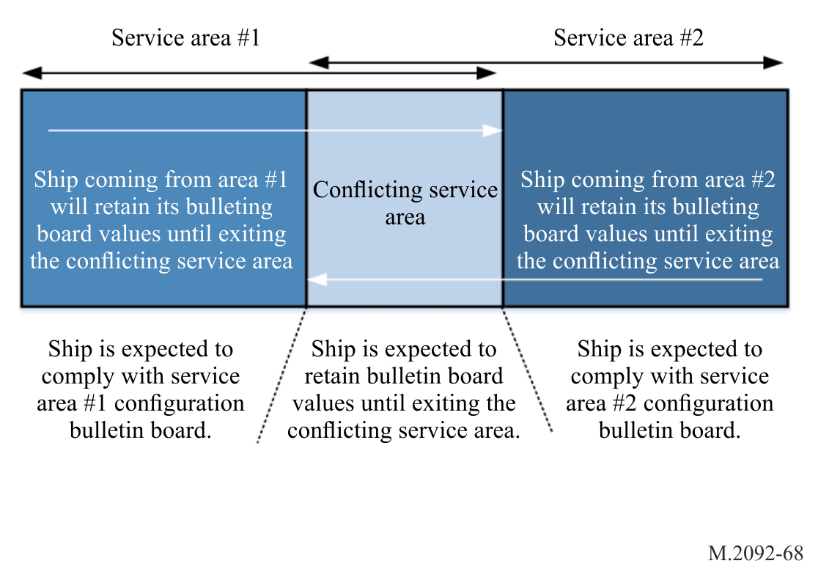 Service area #1
Service area #2
Ship coming from area #1
will retain its bulleting
board values until exiting
the conflicting service area
Conflicting service
area
Ship coming from area #2
will retain its bulleting
board values until exiting
the conflicting service area
Ship is expected to
comply with service
area #1 configuration
bulletin board.
Ship is expected to
retain bulletin board
values until exiting the
conflicting service area.
Ship is expected to
comply with service
area #2 configuration
bulletin board.
M.2092-68